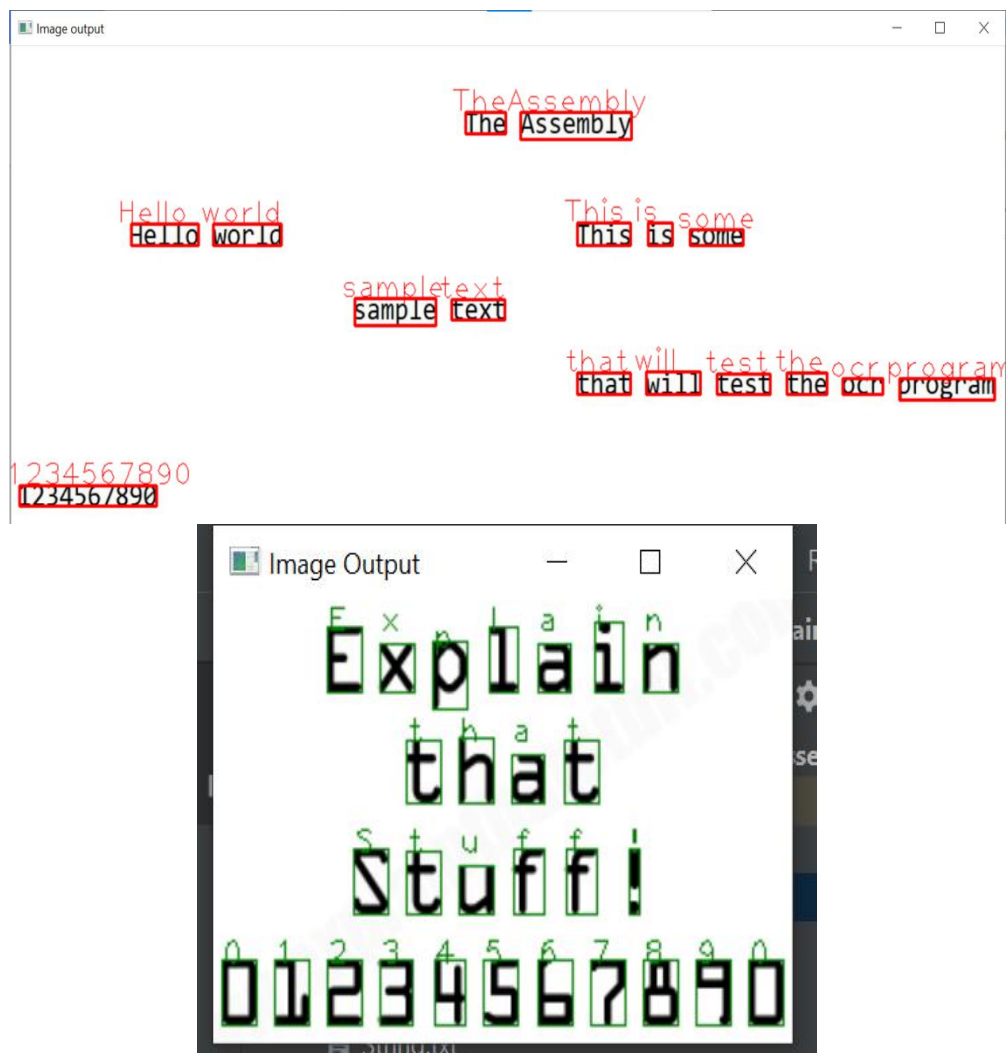 Image output
TheAssembly
The Assembly
Hello world
This is some
Hello world
This is some
sample text
sample text
that will test the ocr program
that will test the ocr program
1234567890
1234567890
Image Output
E x p l a i n
Explain
t h a t
that
S t u f f !
Stuff!
0 1 2 3 4 5 6 7 8 9 0
01234567890